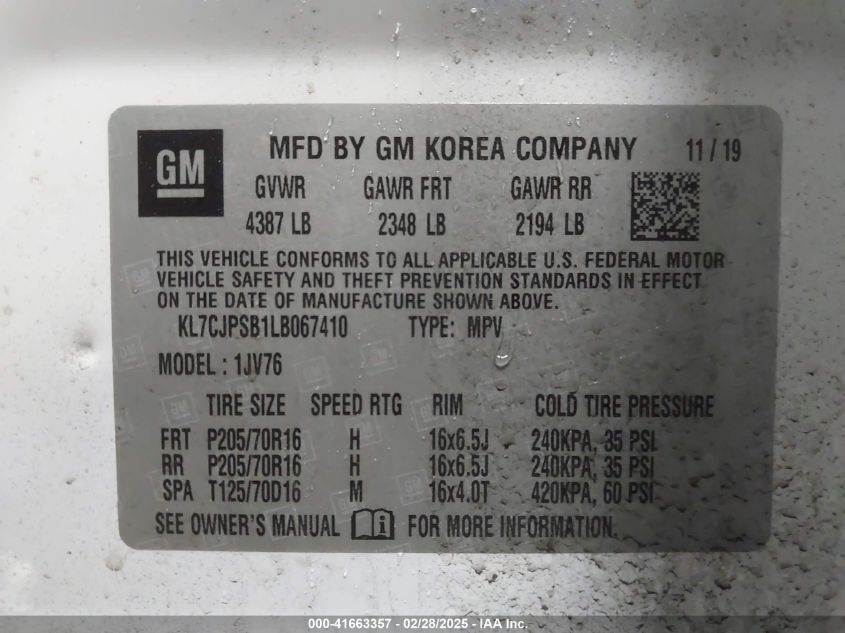 GM
MFD BY GM KOREA COMPANY 11 / 19
GVWR GAWR FRT GAWR RR
4387 LB 2348 LB 2194 LB
THIS VEHICLE CONFORMS TO ALL APPLICABLE U.S. FEDERAL MOTOR
VEHICLE SAFETY AND THEFT PREVENTION STANDARDS IN EFFECT
ON THE DATE OF MANUFACTURE SHOWN ABOVE.
KL7CJPSB1LB067410 TYPE: MPV
MODEL : 1JV76
TIRE SIZE SPEED RTG RIM COLD TIRE PRESSURE
FRT P205/70R16 H 16x6.5J 240KPA, 35 PSI
RR P205/70R16 H 16x6.5J 240KPA, 35 PSI
SPA T125/70D16 M 16x4.0T 420KPA, 60 PSI
SEE OWNER'S MANUAL i FOR MORE INFORMATION.
000-41663357 - 02/28/2025 - IAAI, Inc.